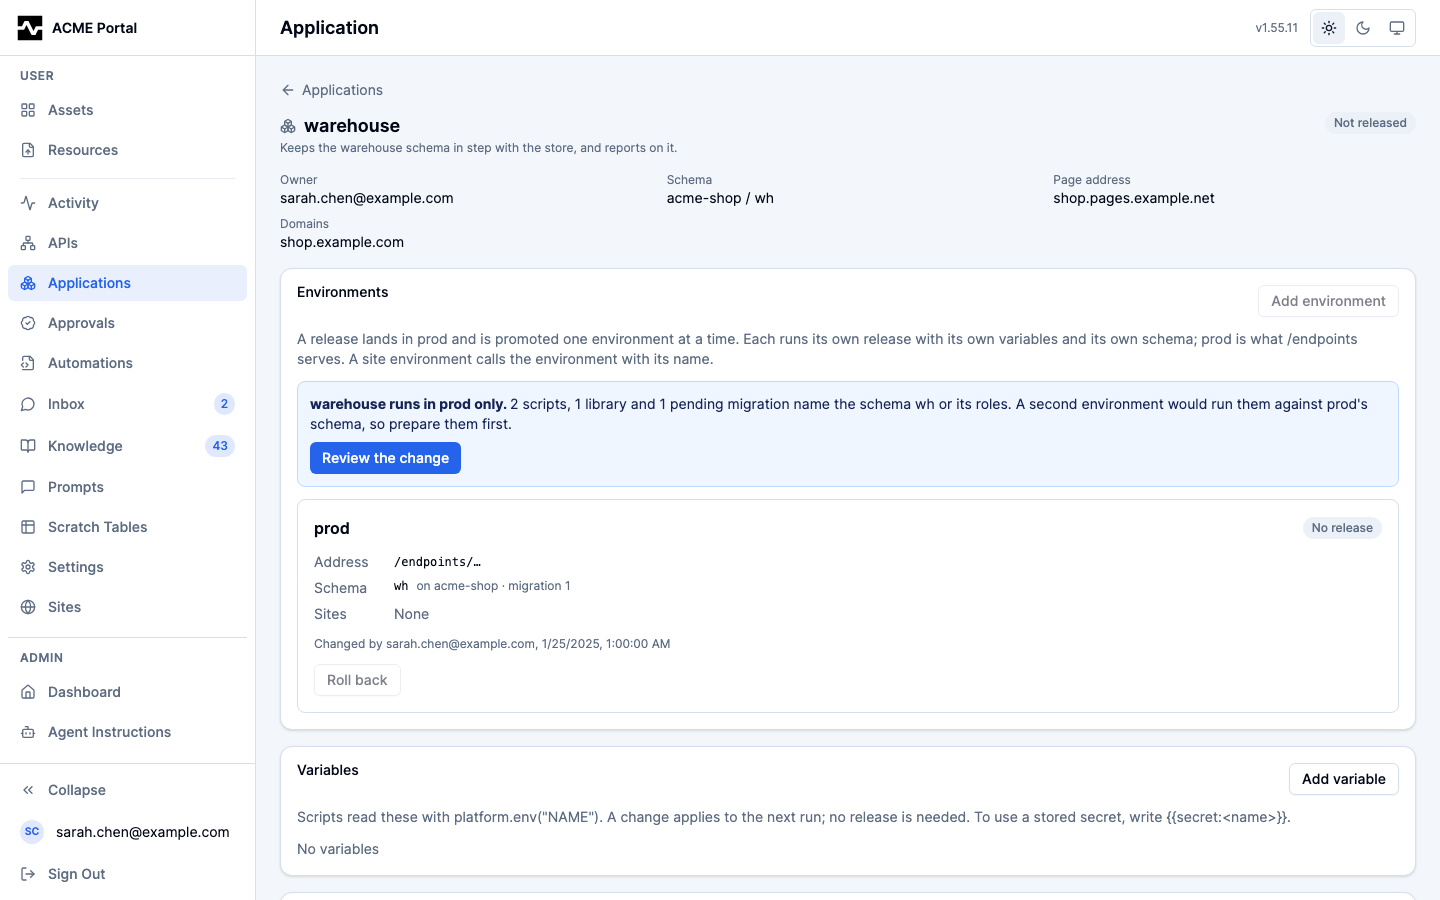 ACME Portal
Application
v1.55.11
USER
Assets
Resources
Activity
APIs
Applications
Approvals
Automations
Inbox
2
Knowledge
43
Prompts
Scratch Tables
Settings
Sites
ADMIN
Dashboard
Agent Instructions
Collapse
SC
sarah.chen@example.com
Sign Out
Applications
warehouse
Not released
Keeps the warehouse schema in step with the store, and reports on it.
Owner
sarah.chen@example.com
Schema
acme-shop / wh
Page address
shop.pages.example.net
Domains
shop.example.com
Environments
Add environment
A release lands in prod and is promoted one environment at a time. Each runs its own release with its own variables and its own schema; prod is what /endpoints
serves. A site environment calls the environment with its name.
warehouse runs in prod only. 2 scripts, 1 library and 1 pending migration name the schema wh or its roles. A second environment would run them against prod's
schema, so prepare them first.
Review the change
prod
No release
Address
/endpoints/…
Schema
wh on acme-shop · migration 1
Sites
None
Changed by sarah.chen@example.com, 1/25/2025, 1:00:00 AM
Roll back
Variables
Add variable
Scripts read these with platform.env("NAME"). A change applies to the next run; no release is needed. To use a stored secret, write {{secret:<name>}}.
No variables